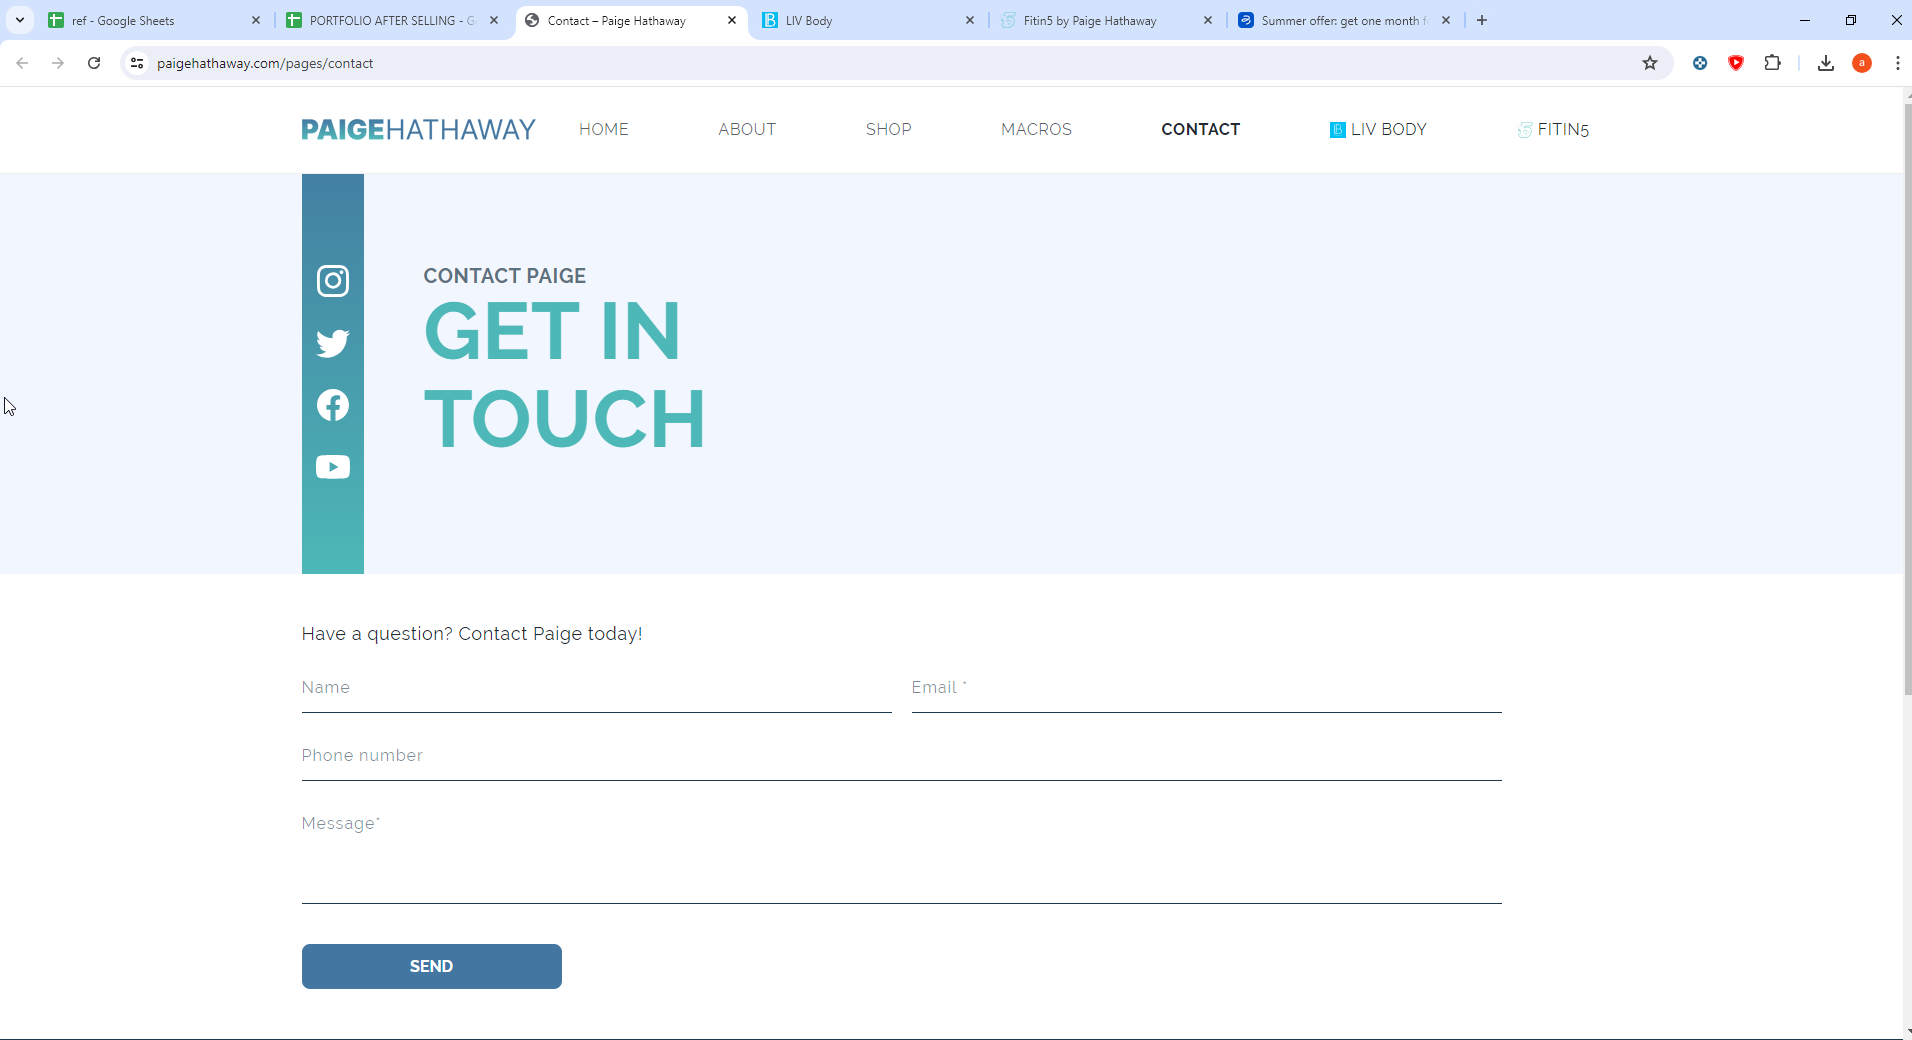 ref - Google Sheets
PORTFOLIO AFTER SELLING - G
Contact – Paige Hathaway
LIV Body
Fitin5 by Paige Hathaway
Summer offer: get one month f
paigehathaway.com/pages/contact
a
PAIGEHATHAWAY
HOME
ABOUT
SHOP
MACROS
CONTACT
LIV BODY
FITIN5
CONTACT PAIGE
GET IN
TOUCH
Have a question? Contact Paige today!
Name
Email *
Phone number
Message*
SEND